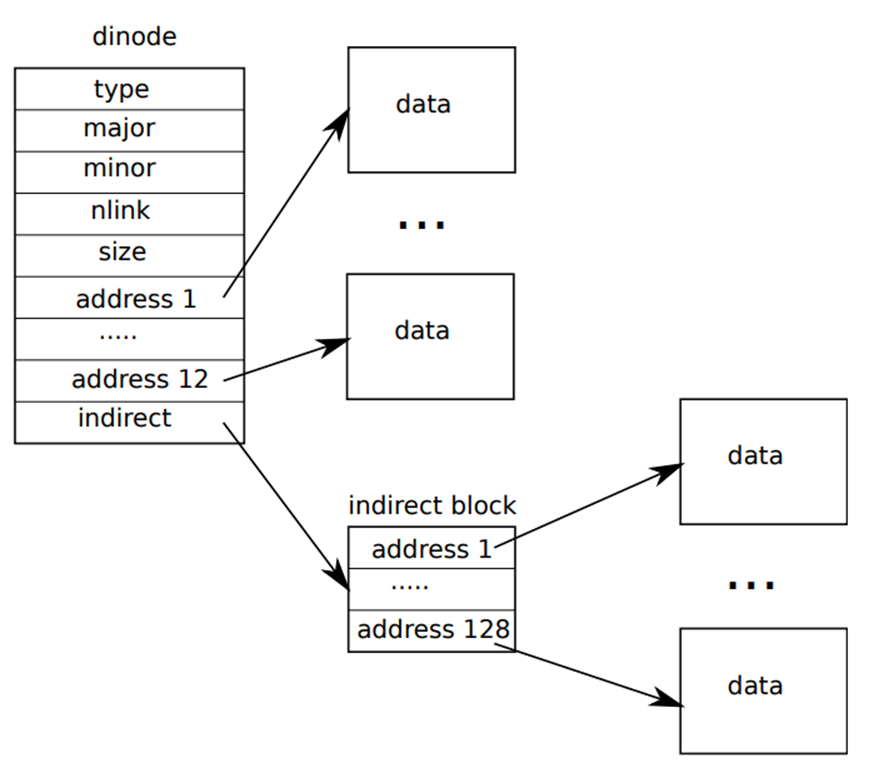 dinode
type
major
minor
nlink
size
address 1
.....
address 12
indirect
data
...
data
indirect block
address 1
.....
address 128
data
...
data